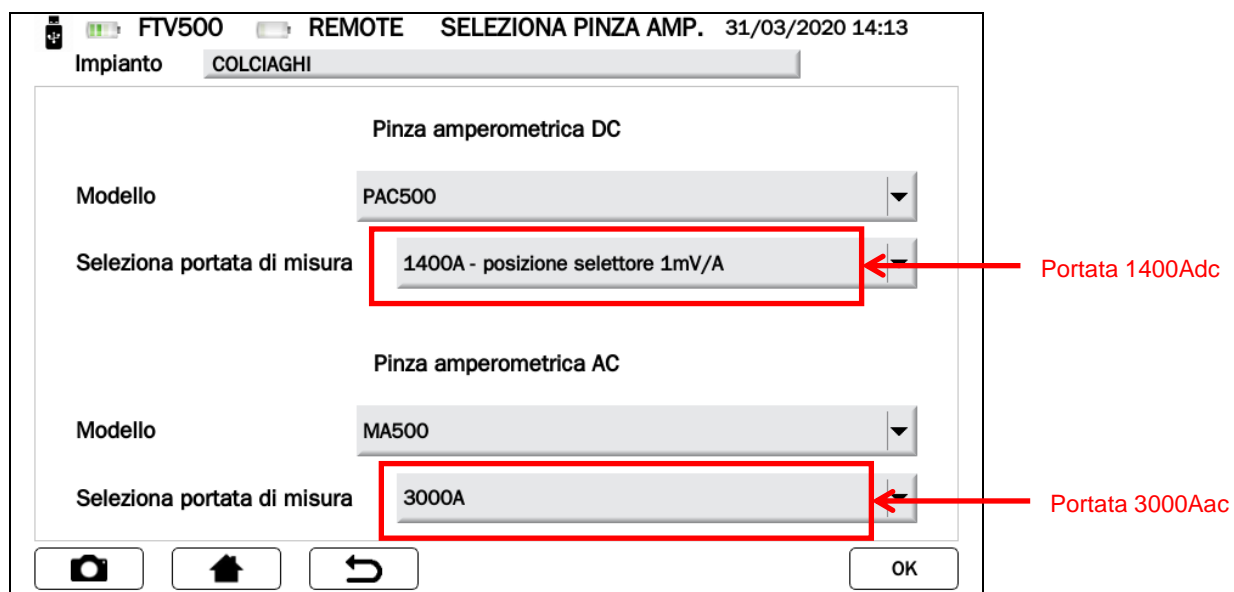 FTV500 REMOTE SELEZIONA PINZA AMP. 31/03/2020 14:13
Impianto COLCIAGHI
Pinza amperometrica DC
Modello PAC500
Seleziona portata di misura 1400A - posizione selettore 1mV/A
Portata 1400Adc
Pinza amperometrica AC
Modello MA500
Seleziona portata di misura 3000A
Portata 3000Aac
OK